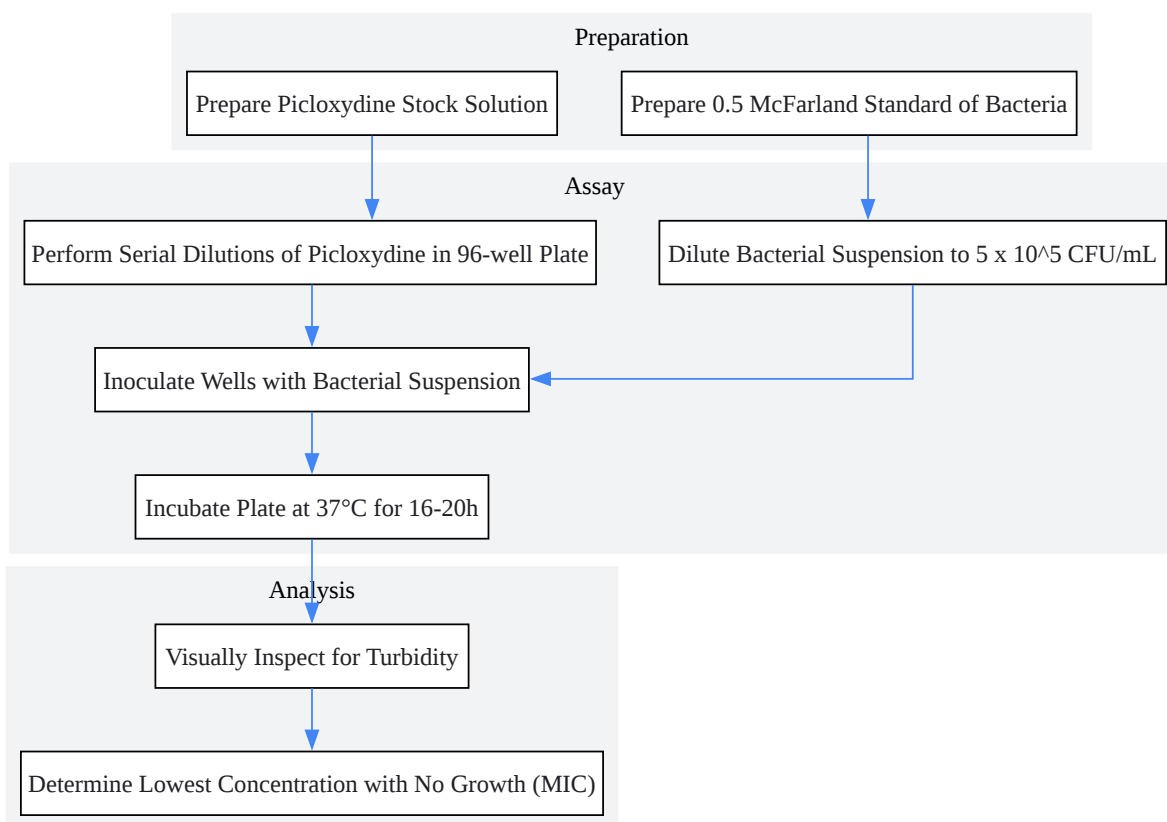 Preparation
Prepare Picloxydine Stock Solution
Prepare 0.5 McFarland Standard of Bacteria
Assay
Perform Serial Dilutions of Picloxydine in 96-well Plate
Dilute Bacterial Suspension to 5 x 10^5 CFU/mL
Inoculate Wells with Bacterial Suspension
Incubate Plate at 37°C for 16-20h
Analysis
Visually Inspect for Turbidity
Determine Lowest Concentration with No Growth (MIC)